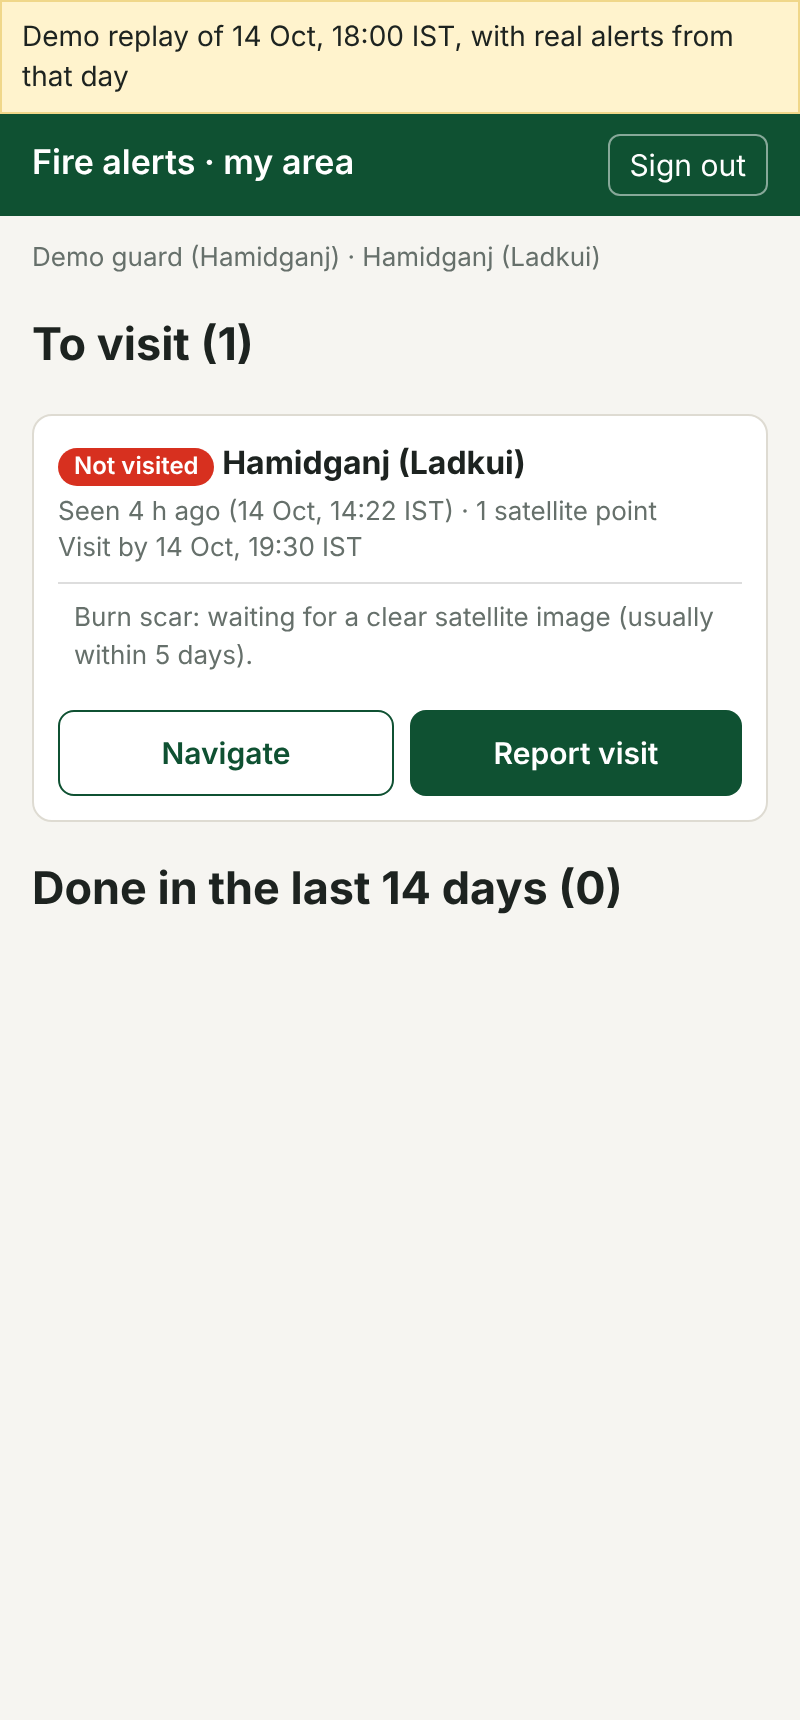 Demo replay of 14 Oct, 18:00 IST, with real alerts from
that day
Fire alerts · my area
Sign out
Demo guard (Hamidganj) · Hamidganj (Ladkui)
To visit (1)
Not visited Hamidganj (Ladkui)
Seen 4 h ago (14 Oct, 14:22 IST) · 1 satellite point
Visit by 14 Oct, 19:30 IST
Burn scar: waiting for a clear satellite image (usually
within 5 days).
Navigate
Report visit
Done in the last 14 days (0)